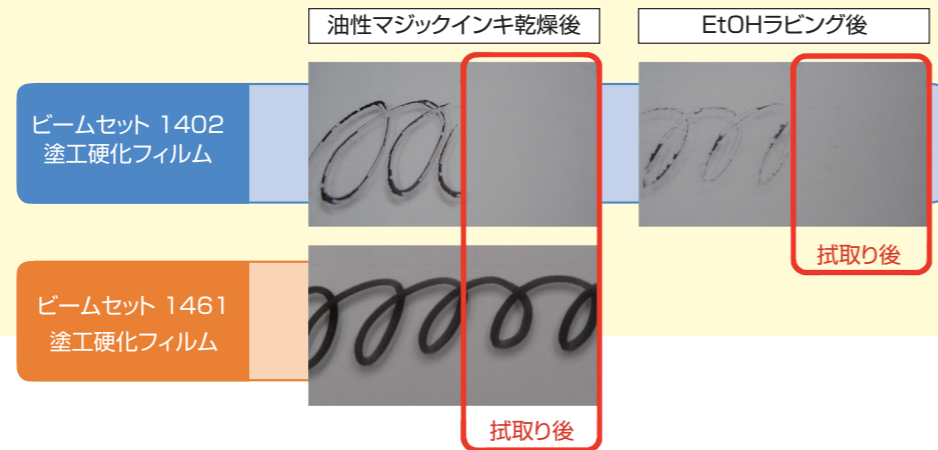 油性マジックインキ乾燥後
EtOHラビング後
ビームセット 1402
塗工硬化フィルム
拭取り後
ビームセット 1461
塗工硬化フィルム
拭取り後